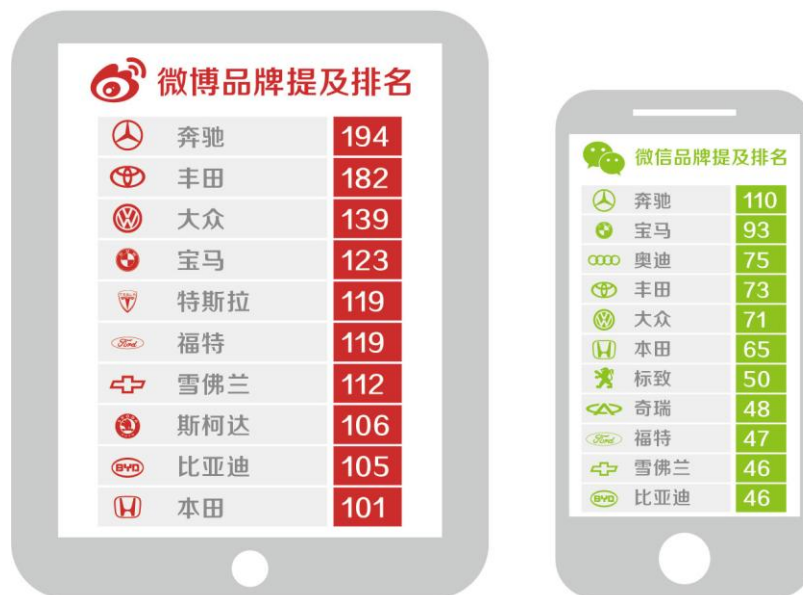 微博品牌提及排名
奔驰 194
丰田 182
大众 139
宝马 123
特斯拉 119
福特 119
雪佛兰 112
斯柯达 106
比亚迪 105
本田 101
微信品牌提及排名
奔驰 110
宝马 93
奥迪 75
丰田 73
大众 71
本田 65
标致 50
奇瑞 48
Ford 福特 47
雪佛兰 46
BYD 比亚迪 46